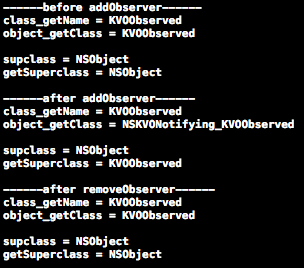 ------before addObserver------
class_getName = KVOObserved
object_getClass = KVOObserved
supclass = NSObject
getSuperclass = NSObject
------after addObserver------
class_getName = KVOObserved
object_getClass = NSKVONotifying_KVOObserved
supclass = NSObject
getSuperclass = KVOObserved
------after removeObserver------
class_getName = KVOObserved
object_getClass = KVOObserved
supclass = NSObject
getSuperclass = NSObject